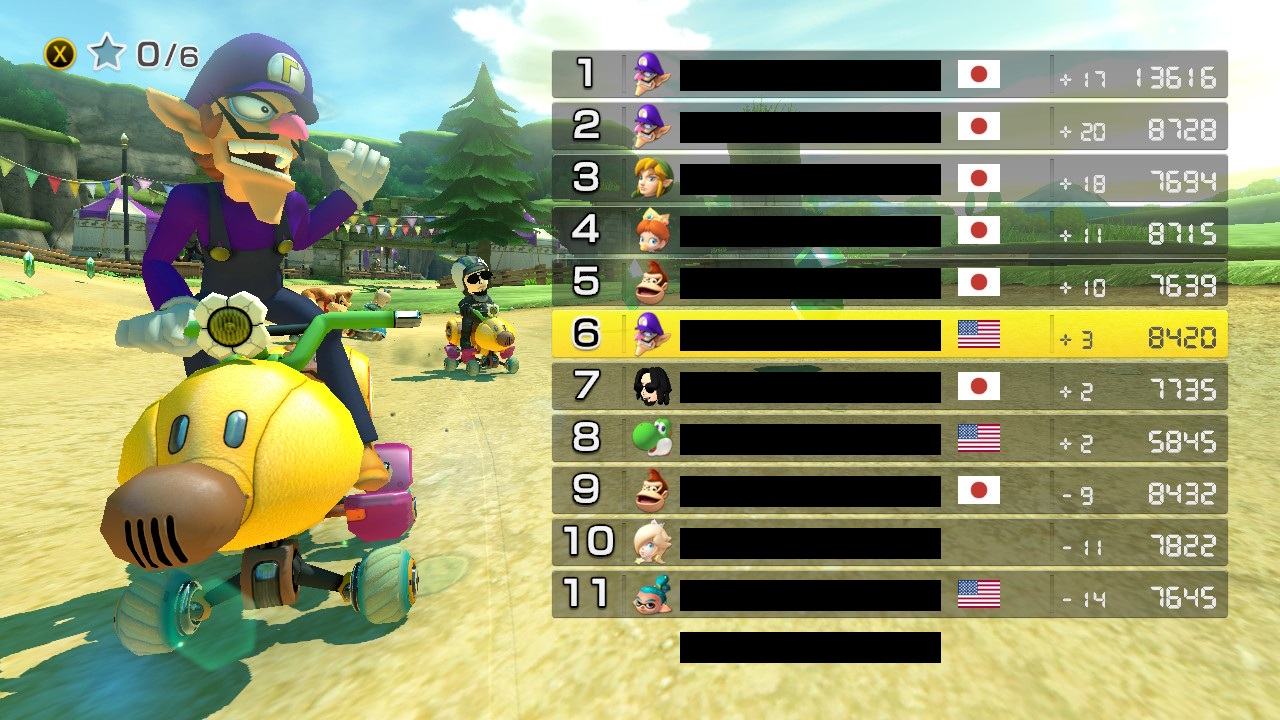 X 0/6
1 + 17 13616
2 + 20 8728
3 + 18 7694
4 + 11 8715
5 + 10 7639
6 + 3 8420
7 + 2 7735
8 + 2 5845
9 - 9 8432
10 - 11 7822
11 - 14 7645